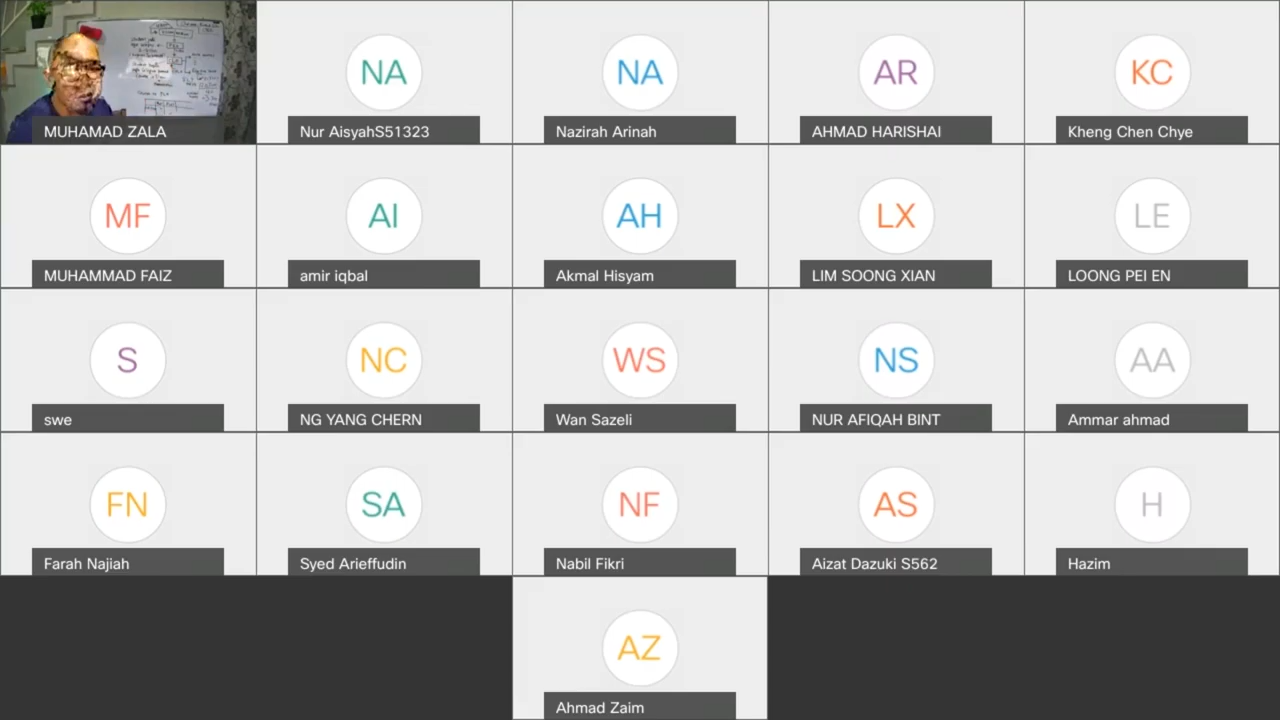 MUHAMAD ZALA
NA
Nur AisyahS51323
NA
Nazirah Arinah
AR
AHMAD HARISHAI
KC
Kheng Chen Chye
MF
MUHAMMAD FAIZ
AI
amir iqbal
AH
Akmal Hisyam
LX
LIM SOONG XIAN
LE
LOONG PEI EN
S
swe
NC
NG YANG CHERN
WS
Wan Sazeli
NS
NUR AFIQAH BINT
AA
Ammar ahmad
FN
Farah Najiah
SA
Syed Arieffudin
NF
Nabil Fikri
AS
Aizat Dazuki S562
H
Hazim
AZ
Ahmad Zaim